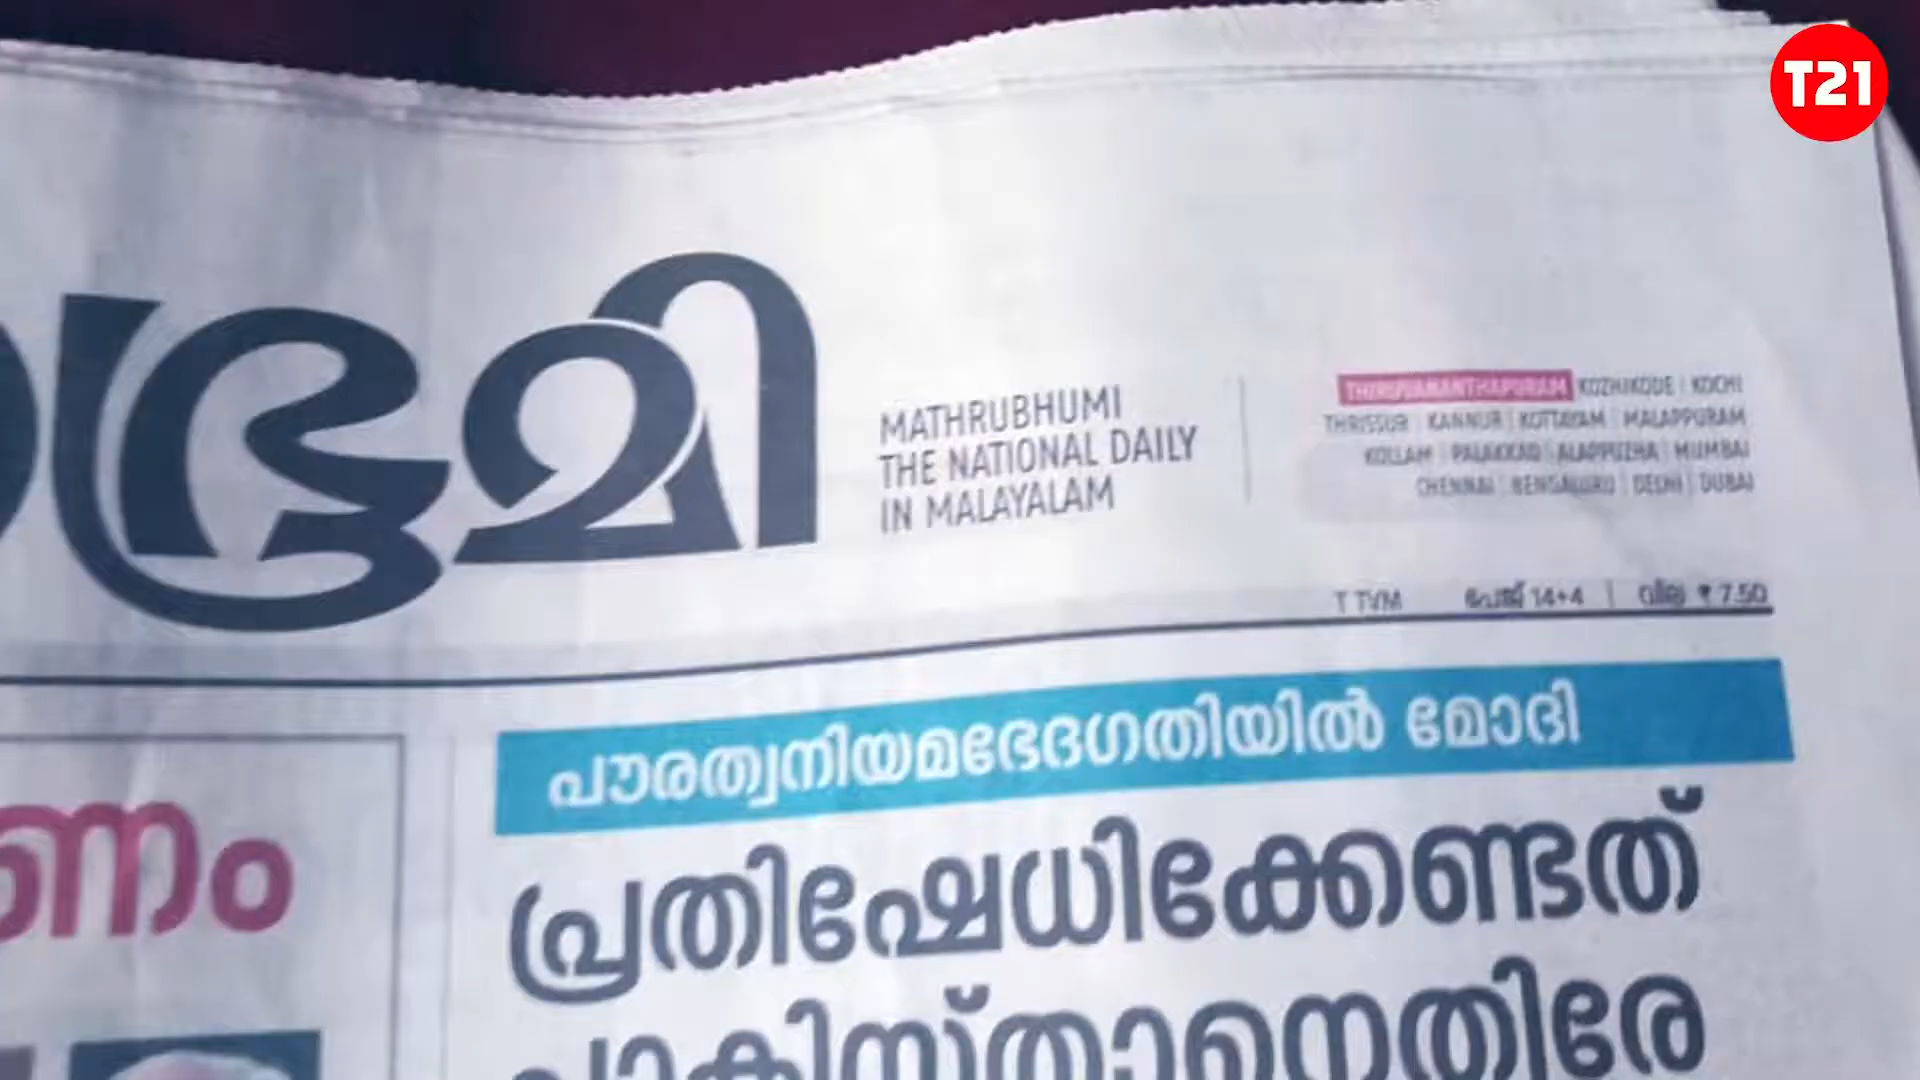 T21
ഭൂമി
MATHRUBHUMI
THE NATIONAL DAILY
IN MALAYALAM
THIRUVANANTHAPURAM KOZHIKODE | KOCHI
THRISSUR | KANNUR | KOTTAYAM | MALAPPURAM
KOLLAM | PALAKKAD | ALAPPUZHA | MUMBAI
CHENNAI | BENGALURU | DELHI | DUBAI
T TVM പേജ് 14+4 | വില ₹ 7.50
പൗരത്വനിയമഭേദഗതിയിൽ മോദി
പ്രതിഷേധിക്കേണ്ടത്
പാകിസ്താനെതിരേ
ണം